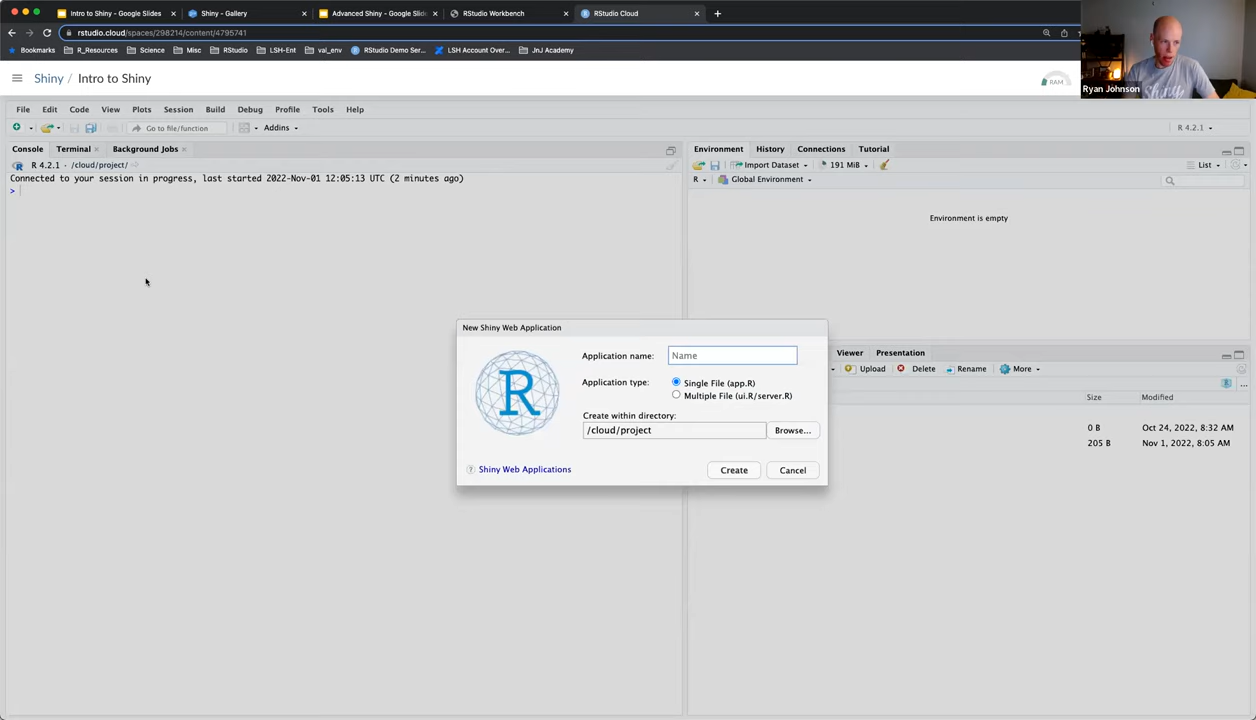 Intro to Shiny - Google Slides
Shiny - Gallery
Advanced Shiny - Google Slid
RStudio Workbench
RStudio Cloud
rstudio.cloud/spaces/298214/content/4795741
Bookmarks R_Resources Science Misc RStudio LSH-Ent val_env RStudio Demo Ser... LSH Account Over... JnJ Academy
Ryan Johnson
Shiny / Intro to Shiny
RAM
File Edit Code View Plots Session Build Debug Profile Tools Help
Go to file/function Addins R 4.2.1
Console Terminal Background Jobs
R 4.2.1 · /cloud/project/
Connected to your session in progress, last started 2022-Nov-01 12:05:13 UTC (2 minutes ago)
>
Environment History Connections Tutorial
Import Dataset 191 MiB List
R Global Environment
Environment is empty
New Shiny Web Application
R
Application name: Name
Application type: Single File (app.R)
Multiple File (ui.R/server.R)
Create within directory:
/cloud/project Browse...
? Shiny Web Applications Create Cancel
Viewer Presentation
Upload Delete Rename More
Size Modified
0 B Oct 24, 2022, 8:32 AM
205 B Nov 1, 2022, 8:05 AM